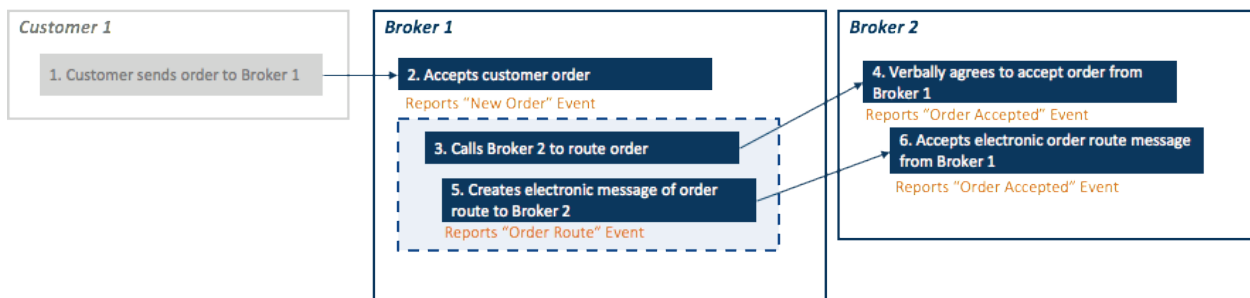 Customer 1
1. Customer sends order to Broker 1
Broker 1
2. Accepts customer order
Reports "New Order" Event
3. Calls Broker 2 to route order
5. Creates electronic message of order
route to Broker 2
Reports "Order Route" Event
Broker 2
4. Verbally agrees to accept order from
Broker 1
Reports "Order Accepted" Event
6. Accepts electronic order route message
from Broker 1
Reports "Order Accepted" Event